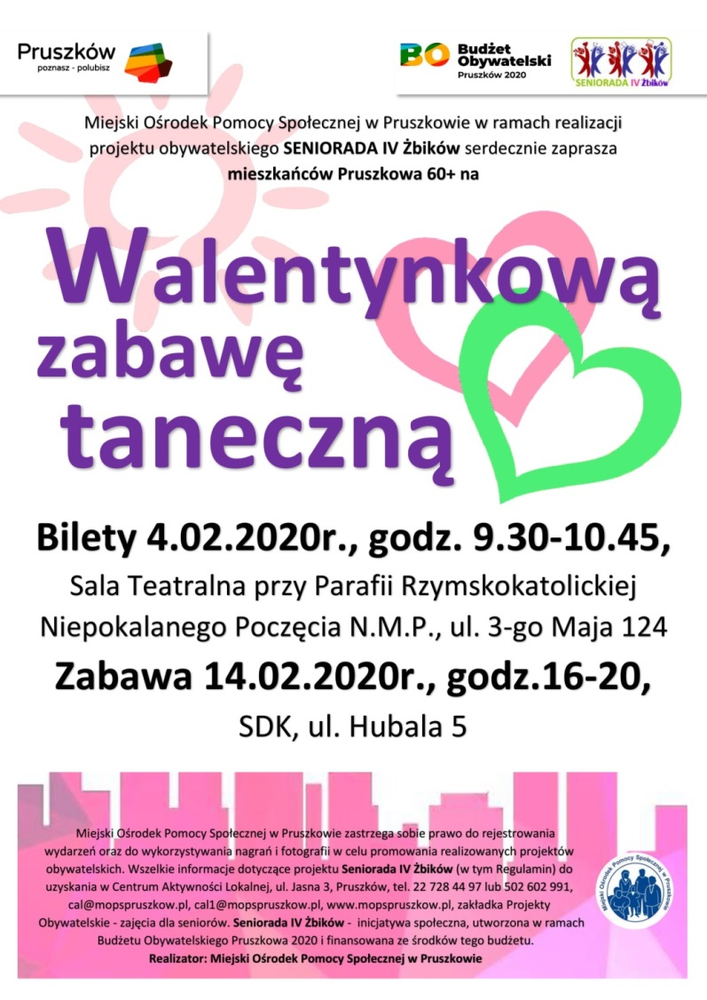 Pruszków
poznasz - polubisz
BO Budżet
Obywatelski
Pruszków 2020
SENIORADA IV Żbików
Miejski Ośrodek Pomocy Społecznej w Pruszkowie w ramach realizacji
projektu obywatelskiego SENIORADA IV Żbików serdecznie zaprasza
mieszkańców Pruszkowa 60+ na
Walentynkową
zabawę
taneczną
Bilety 4.02.2020r., godz. 9.30-10.45,
Sala Teatralna przy Parafii Rzymskokatolickiej
Niepokalanego Poczęcia N.M.P., ul. 3-go Maja 124
Zabawa 14.02.2020r., godz.16-20,
SDK, ul. Hubala 5
Miejski Ośrodek Pomocy Społecznej w Pruszkowie zastrzega sobie prawo do rejestrowania
wydarzeń oraz do wykorzystywania nagrań i fotografii w celu promowania realizowanych projektów
obywatelskich. Wszelkie informacje dotyczące projektu Seniorada IV Żbików (w tym Regulamin) do
uzyskania w Centrum Aktywności Lokalnej, ul. Jasna 3, Pruszków, tel. 22 728 44 97 lub 502 602 991,
cal@mopspruszkow.pl, cal1@mopspruszkow.pl, www.mopspruszkow.pl, zakładka Projekty
Obywatelskie - zajęcia dla seniorów. Seniorada IV Żbików - inicjatywa społeczna, utworzona w ramach
Budżetu Obywatelskiego Pruszkowa 2020 i finansowana ze środków tego budżetu.
Realizator: Miejski Ośrodek Pomocy Społecznej w Pruszkowie
Miejski Ośrodek Pomocy Społecznej w Pruszkowie